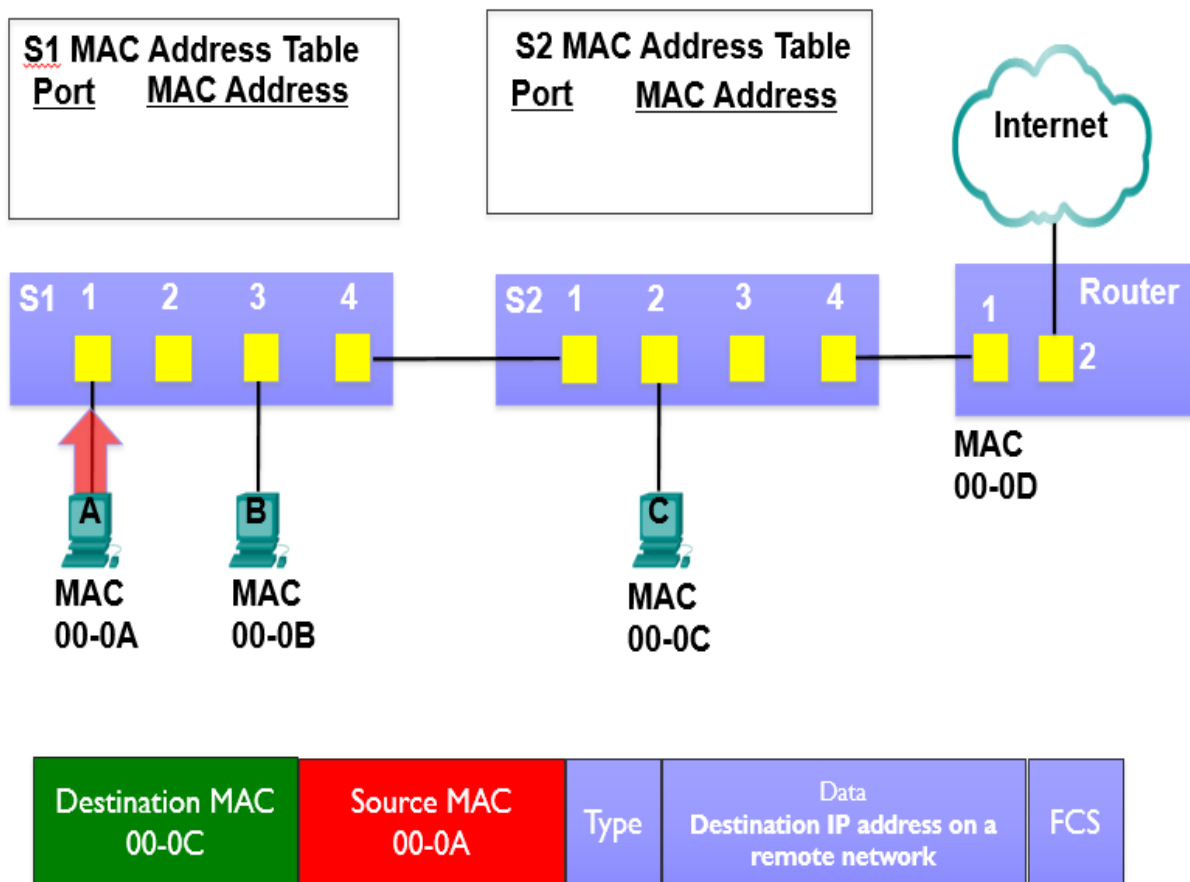 S1 MAC Address Table
Port MAC Address
S2 MAC Address Table
Port MAC Address
Internet
S1 1 2 3 4
S2 1 2 3 4
1 Router
2
A
B
C
MAC
00-0A
MAC
00-0B
MAC
00-0C
MAC
00-0D
Destination MAC
00-0C
Source MAC
00-0A
Type
Data
Destination IP address on a
remote network
FCS